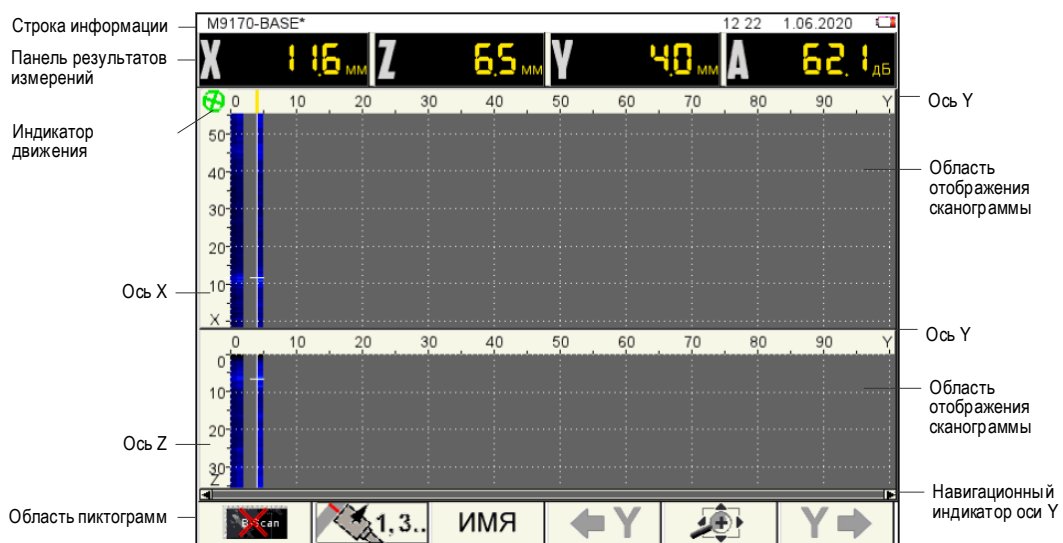 Строка информации
M9170-BASE* 12 22 1.06.2020
Панель результатов
измерений
X 11.6 мм Z 6.5 мм Y 4.0 мм A 62.1 дБ
0 10 20 30 40 50 60 70 80 90 Y
Ось Y
Индикатор
движения
50
40
30
20
10
X
Область
отображения
сканограммы
Ось X
Ось Y
0 10 20 30 40 50 60 70 80 90 Y
0
10
20
30
Z
Область
отображения
сканограммы
Ось Z
Навигационный
индикатор оси Y
Область пиктограмм
B-Scan 1, 3.. ИМЯ Y Y